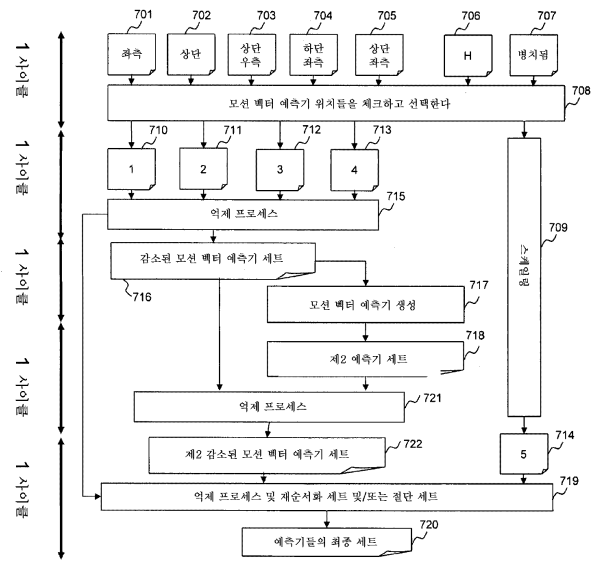 701
702
703
704
705
706
707
좌측
상단
상단
우측
하단
좌측
상단
좌측
H
병치됨
모션 벡터 예측기 위치들을 체크하고 선택한다
708
1 사이클
710
711
712
713
1
2
3
4
715
억제 프로세스
1 사이클
709
스케일링
감소된 모션 벡터 예측기 세트
716
717
모션 벡터 예측기 생성
1 사이클
718
제2 예측기 세트
721
억제 프로세스
1 사이클
722
제2 감소된 모션 벡터 예측기 세트
714
5
719
억제 프로세스 및 재순서화 세트 및/또는 절단 세트
1 사이클
720
예측기들의 최종 세트